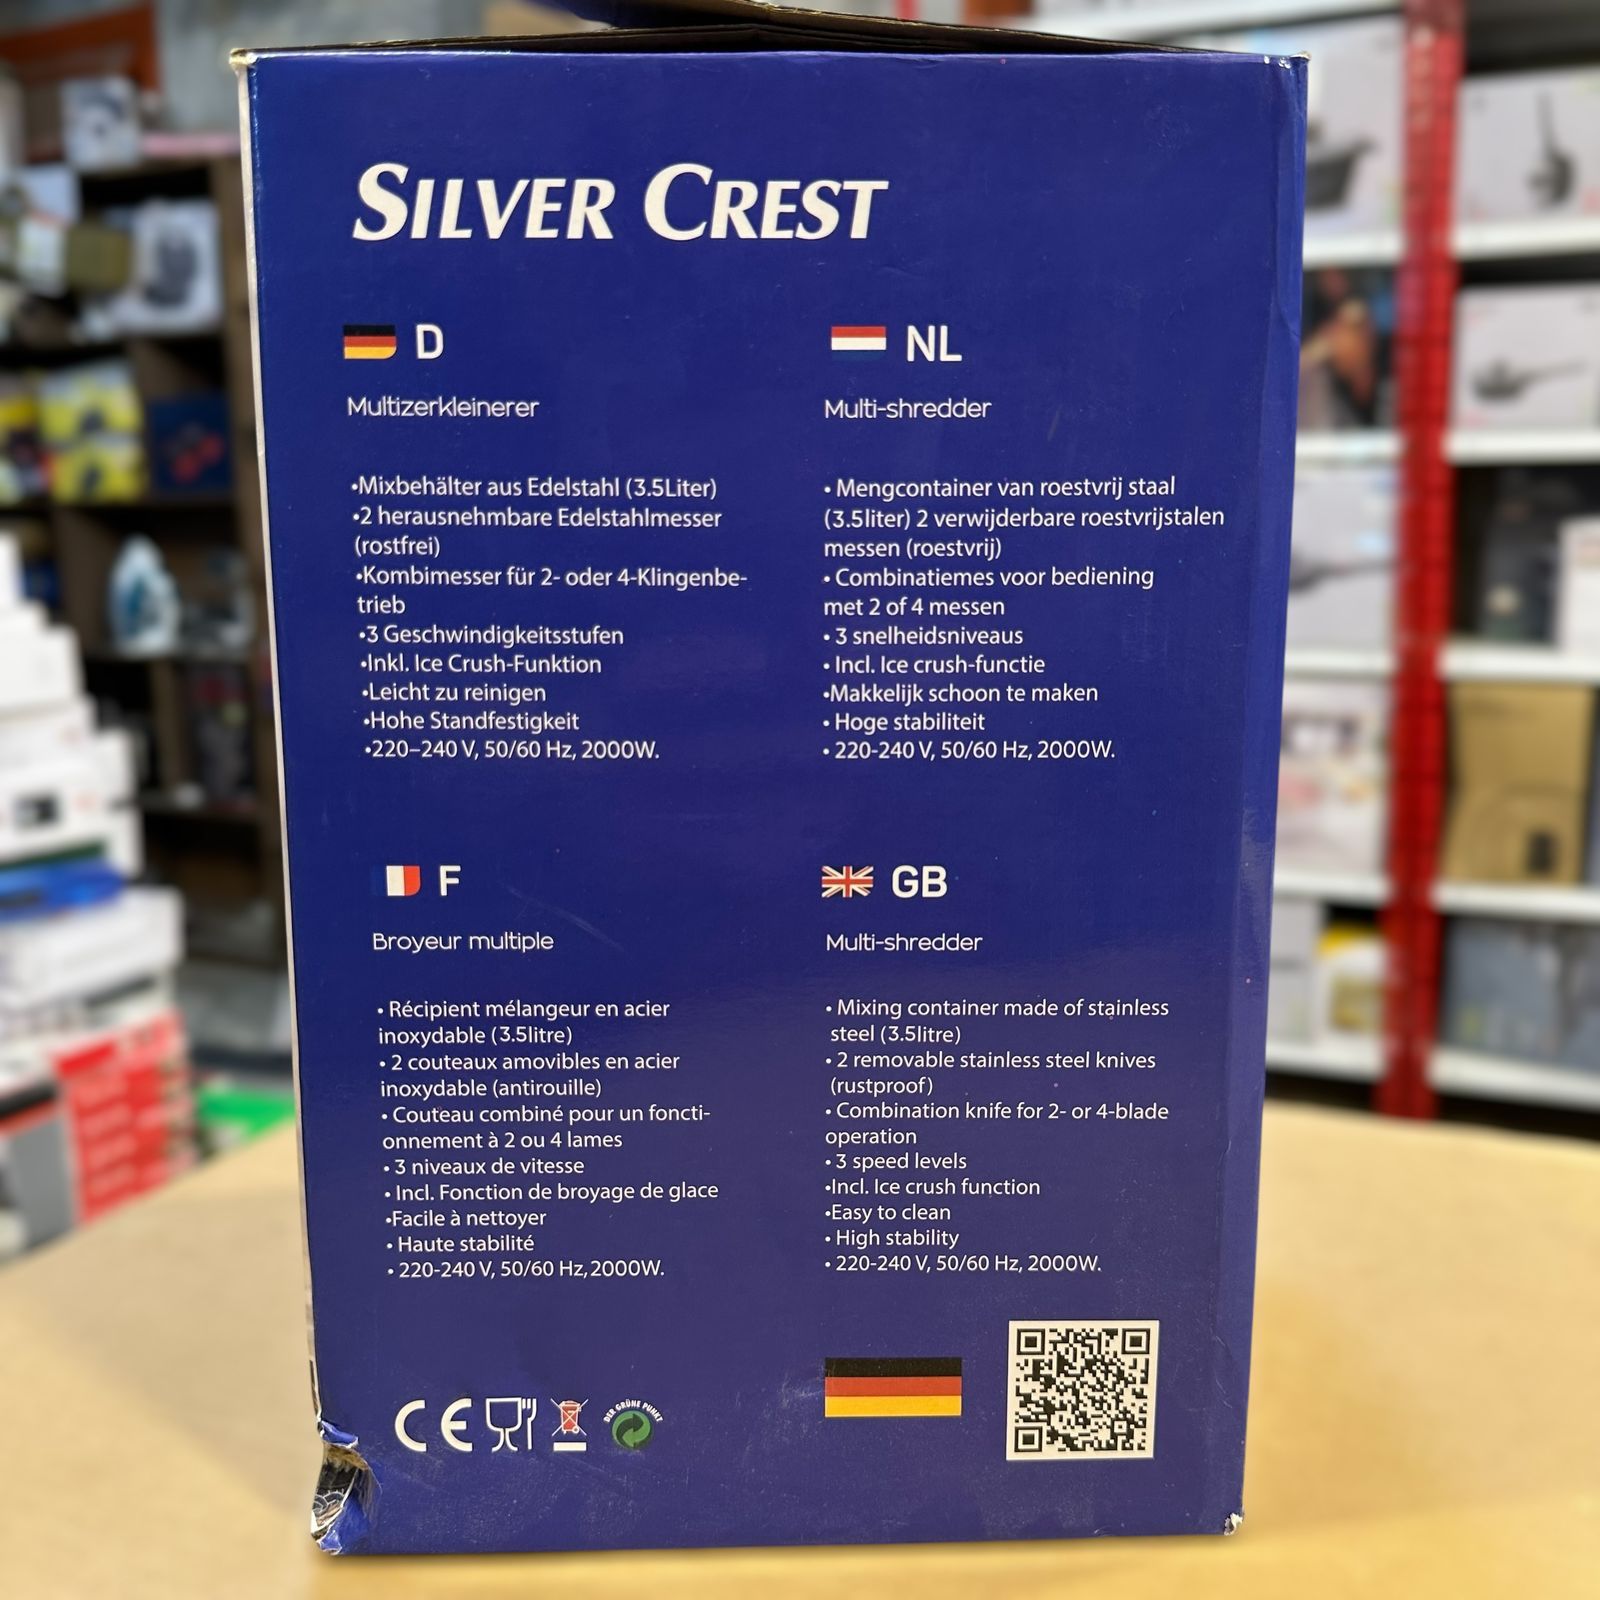 SILVER CREST
D
Multizerkleinerer
•Mixbehälter aus Edelstahl (3.5Liter)
•2 herausnehmbare Edelstahlmesser
(rostfrei)
•Kombimesser für 2- oder 4-Klingenbe-
trieb
•3 Geschwindigkeitsstufen
•Inkl. Ice Crush-Funktion
•Leicht zu reinigen
•Hohe Standfestigkeit
•220–240 V, 50/60 Hz, 2000W.
NL
Multi-shredder
• Mengcontainer van roestvrij staal
(3.5liter) 2 verwijderbare roestvrijstalen
messen (roestvrij)
• Combinatiemes voor bediening
met 2 of 4 messen
• 3 snelheidsniveaus
• Incl. Ice crush-functie
•Makkelijk schoon te maken
• Hoge stabiliteit
• 220-240 V, 50/60 Hz, 2000W.
F
Broyeur multiple
• Récipient mélangeur en acier
inoxydable (3.5litre)
• 2 couteaux amovibles en acier
inoxydable (antirouille)
• Couteau combiné pour un foncti-
onnement à 2 ou 4 lames
• 3 niveaux de vitesse
• Incl. Fonction de broyage de glace
•Facile à nettoyer
• Haute stabilité
• 220-240 V, 50/60 Hz, 2000W.
GB
Multi-shredder
• Mixing container made of stainless
steel (3.5litre)
• 2 removable stainless steel knives
(rustproof)
• Combination knife for 2- or 4-blade
operation
• 3 speed levels
•Incl. Ice crush function
•Easy to clean
• High stability
• 220-240 V, 50/60 Hz, 2000W.
CE
DER GRÜNE PUNKT